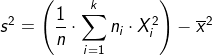 s² = ( 1/n · ∑_{i=1}^{k} n_i · X_i² ) − x̅²